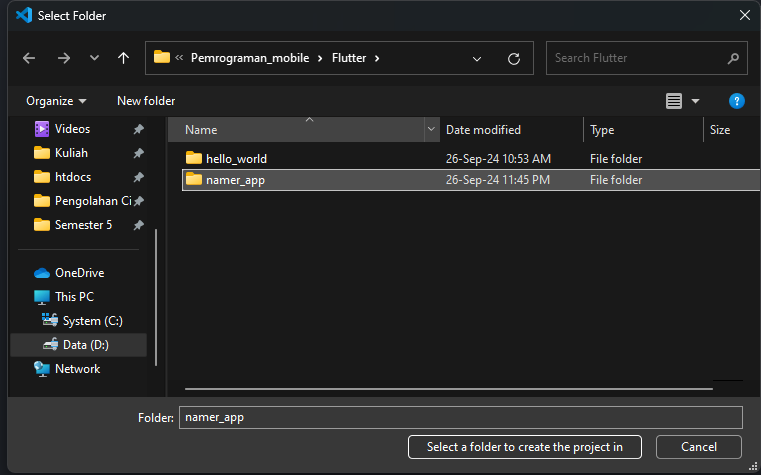 Select Folder
« Pemrograman_mobile > Flutter >
Search Flutter
Organize
New folder
?
Name
Date modified
Type
Size
Videos
Kuliah
htdocs
Pengolahan Ci
Semester 5
OneDrive
This PC
System (C:)
Data (D:)
Network
hello_world 26-Sep-24 10:53 AM File folder
namer_app 26-Sep-24 11:45 PM File folder
Folder: namer_app
Select a folder to create the project in
Cancel